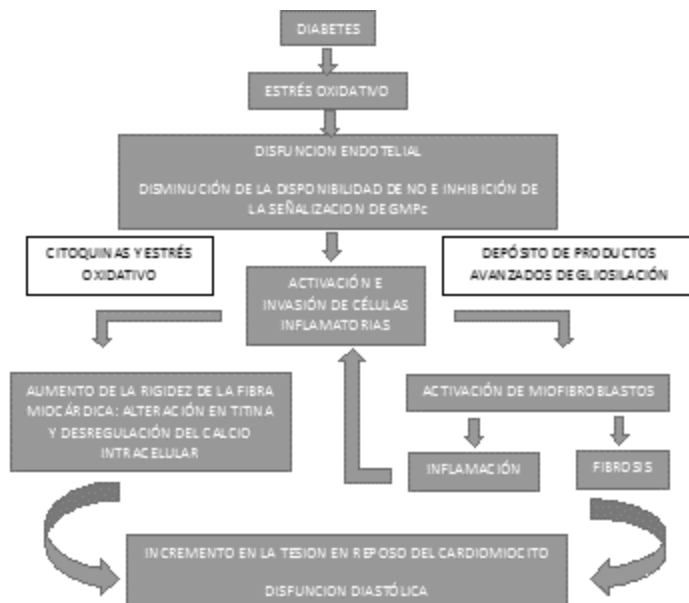 DIABETES
ESTRÉS OXIDATIVO
DISFUNCION ENDOTELIAL
DISMINUCIÓN DE LA DISPONIBILIDAD DE NO E INHIBICIÓN DE
LA SEÑALIZACION DE GMPc
CITOQUINAS Y ESTRÉS
OXIDATIVO
DEPÓSITO DE PRODUCTOS
AVANZADOS DE GLIOSILACIÓN
ACTIVACIÓN E
INVASIÓN DE CÉLULAS
INFLAMATORIAS
AUMENTO DE LA RIGIDEZ DE LA FIBRA
MIOCÁRDICA: ALTERACIÓN EN TITINA
Y DESREGULACIÓN DEL CALCIO
INTRACELULAR
ACTIVACIÓN DE MIOFIBROBLASTOS
INFLAMACIÓN
FIBROSIS
INCREMENTO EN LA TESION EN REPOSO DEL CARDIOMIOCITO
DISFUNCION DIASTÓLICA